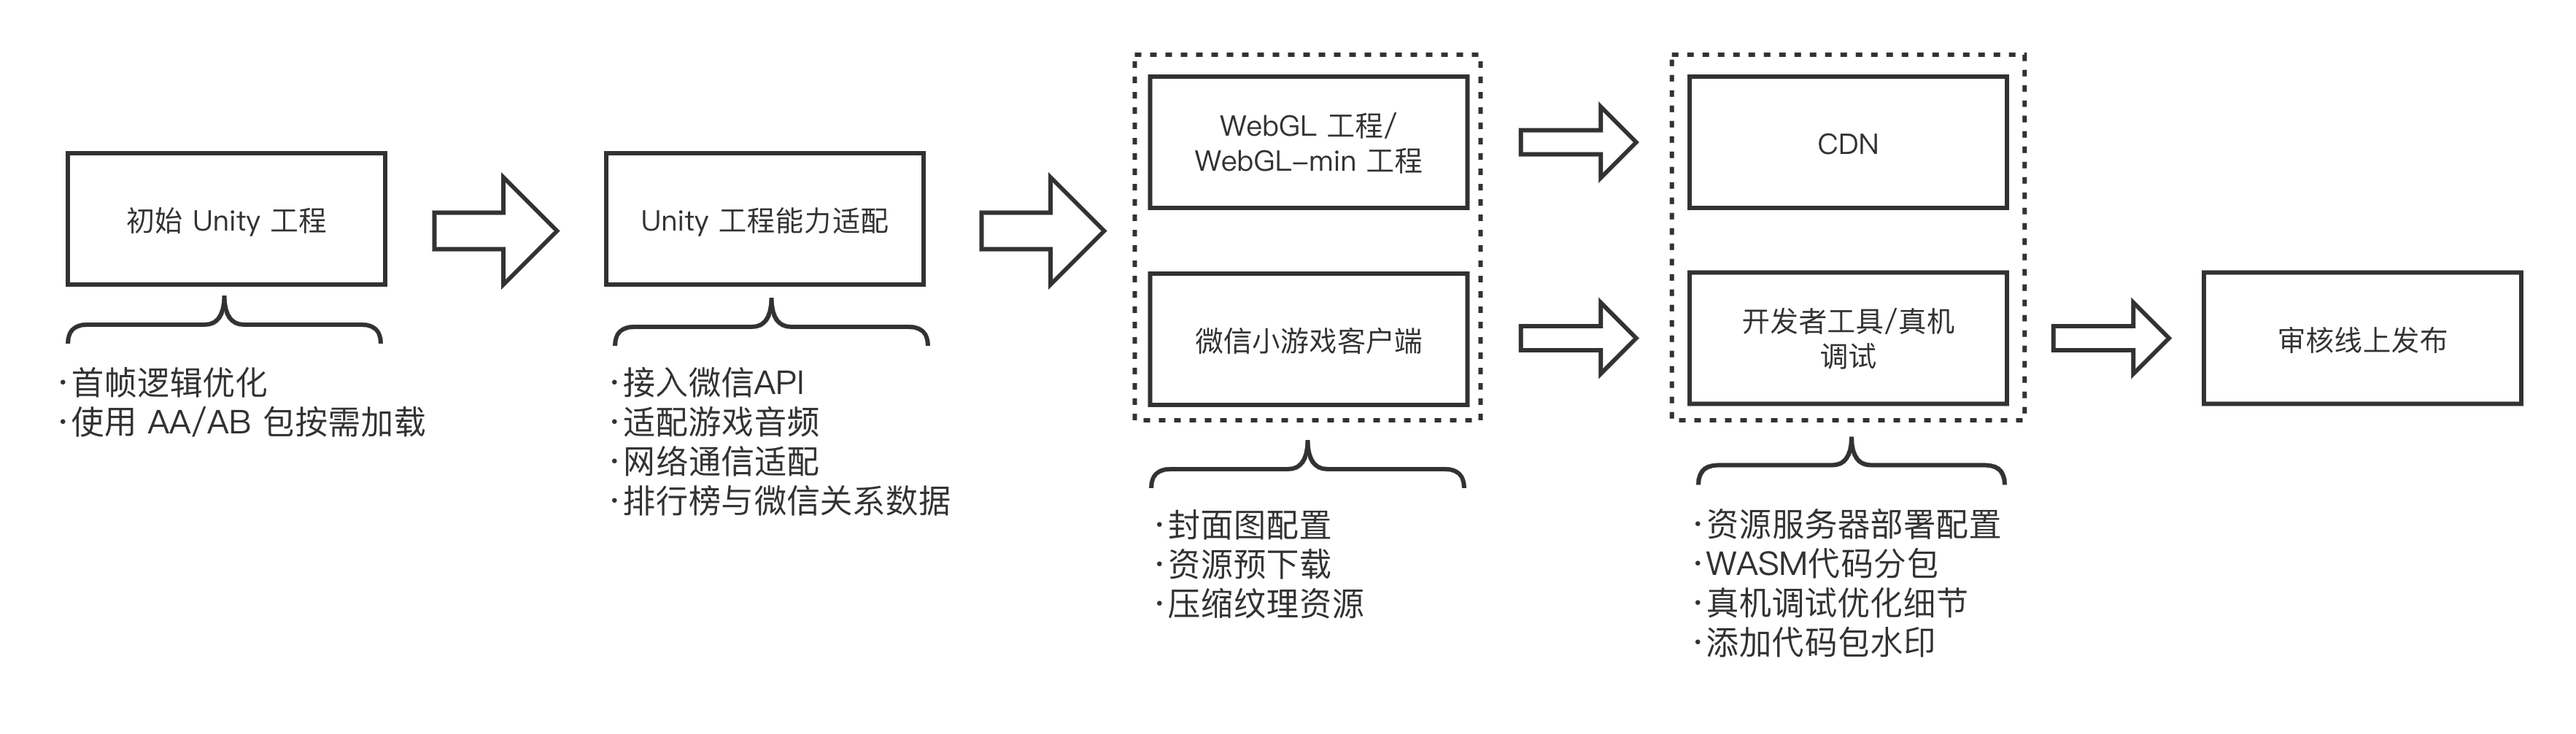 初始 Unity 工程
·首帧逻辑优化
·使用 AA/AB 包按需加载
Unity 工程能力适配
·接入微信API
·适配游戏音频
·网络通信适配
·排行榜与微信关系数据
WebGL 工程/
WebGL-min 工程
微信小游戏客户端
·封面图配置
·资源预下载
·压缩纹理资源
CDN
开发者工具/真机
调试
·资源服务器部署配置
·WASM代码分包
·真机调试优化细节
·添加代码包水印
审核线上发布